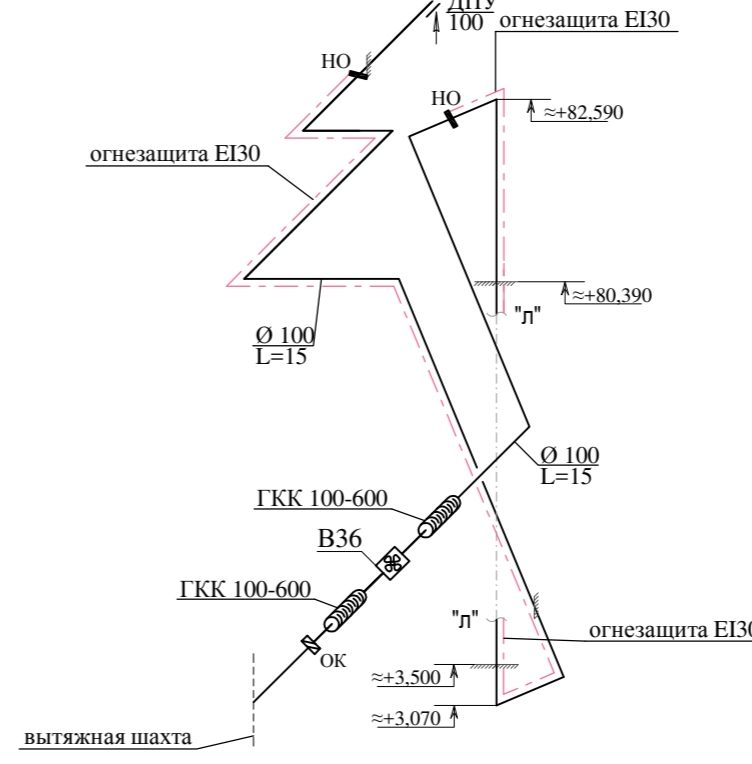 ДПУ
100
огнезащита EI30
НО
НО
≈+82,590
огнезащита EI30
≈+80,390
"Л"
Ø 100
L=15
Ø 100
L=15
ГКК 100-600
В36
ГКК 100-600
"Л"
огнезащита EI30
ОК
≈+3,500
≈+3,070
вытяжная шахта